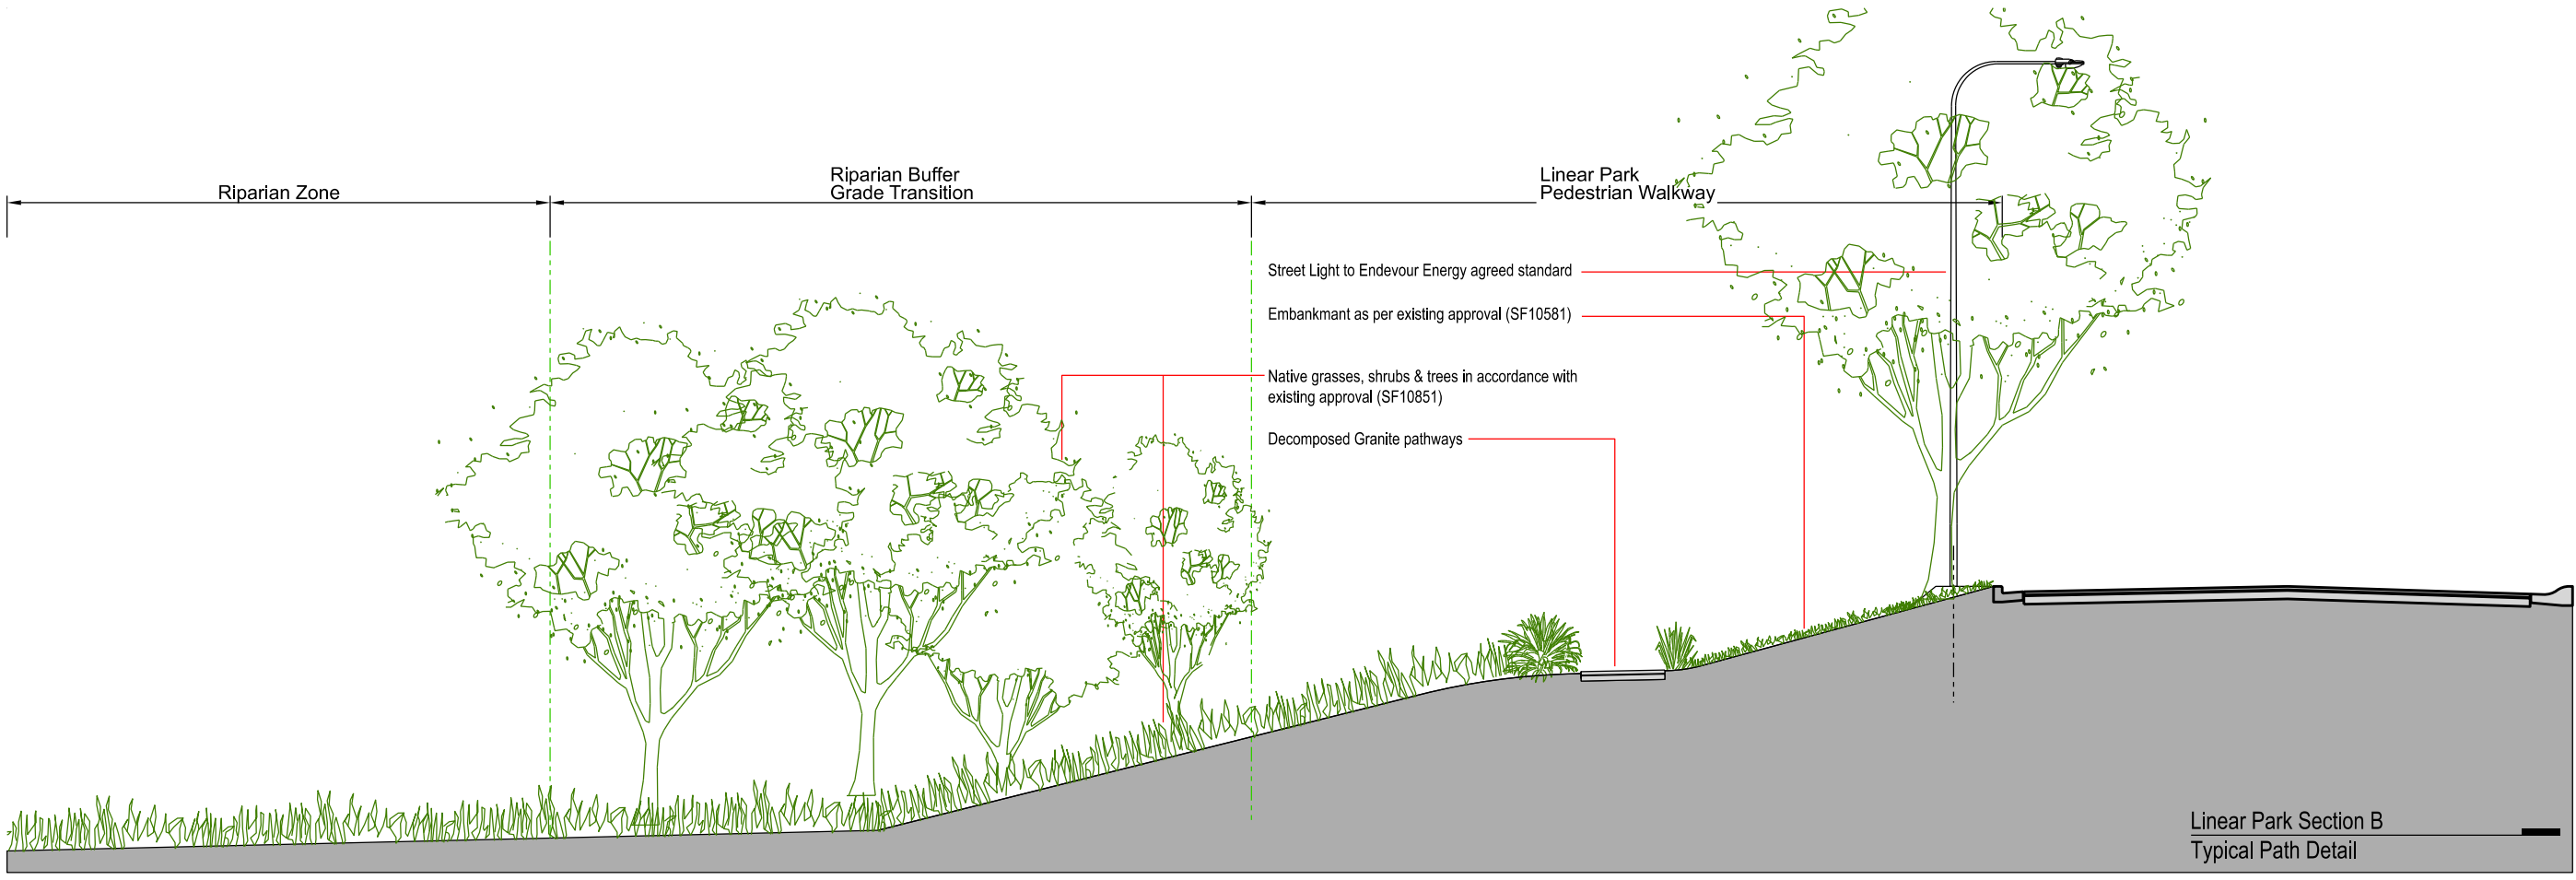 Riparian Zone
Riparian Buffer
Grade Transition
Linear Park
Pedestrian Walkway
Street Light to Endevour Energy agreed standard
Embankmant as per existing approval (SF10581)
Native grasses, shrubs & trees in accordance with
existing approval (SF10851)
Decomposed Granite pathways
Linear Park Section B
Typical Path Detail